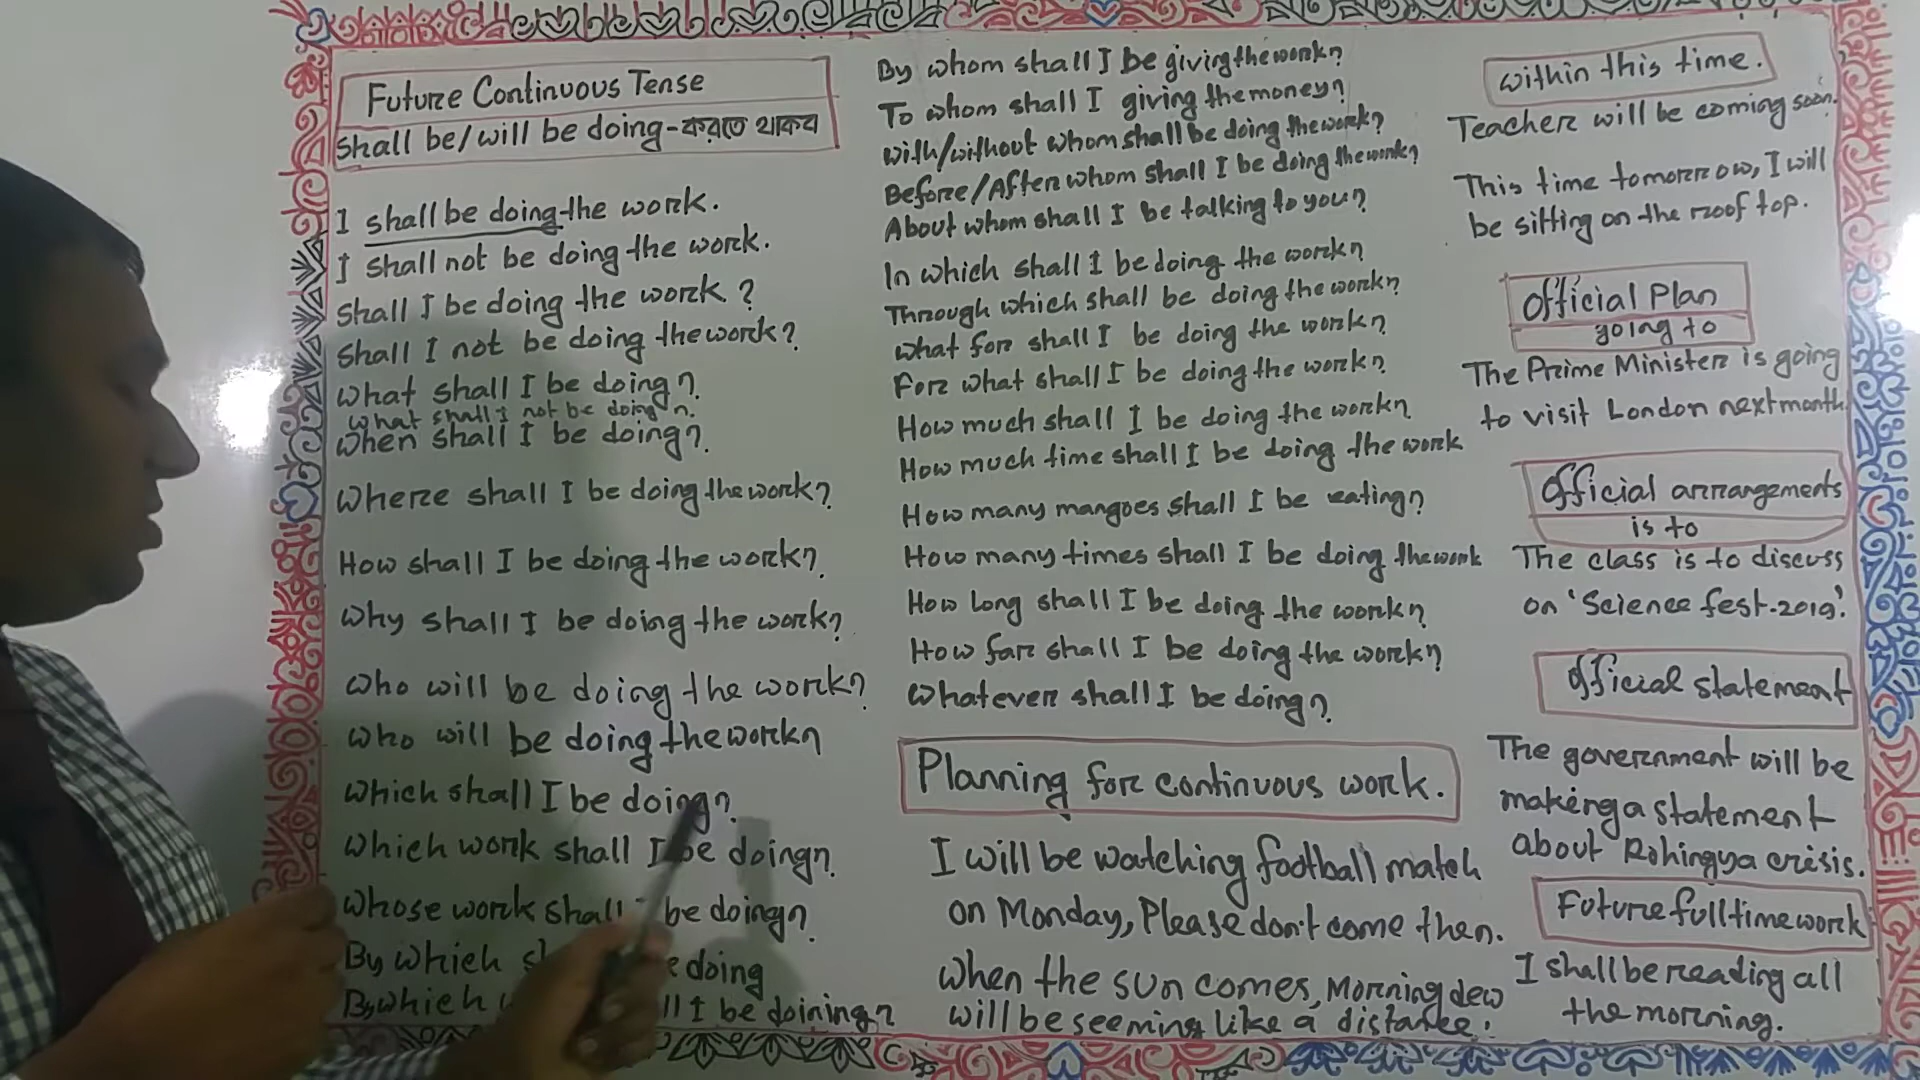 Future Continuous Tense
Shall be/will be doing-করতে থাকব
I shall be doing the work.
I shall not be doing the work.
Shall I be doing the work?
Shall I not be doing the work?
What shall I be doing?
What shall I not be doing?
When shall I be doing?
Where shall I be doing the work?
How shall I be doing the work?
Why shall I be doing the work?
Who will be doing the work?
Who will be doing the work?
Which shall I be doing?
Which work shall I be doing?
Whose work shall be doing?
By which doing
By which I be doining?
By whom shall I be giving the work?
To whom shall I giving the money?
With/without whom shall be doing the work?
Before/After whom shall I be doing the work?
About whom shall I be talking to you?
In which shall I be doing the work?
Through which shall be doing the work?
What for shall I be doing the work?
For what shall I be doing the work?
How much shall I be doing the work?
How much time shall I be doing the work
How many mangoes shall I be eating?
How many times shall I be doing the work
How long shall I be doing the work?
How far shall I be doing the work?
Whatever shall I be doing?
Planning for continuous work.
I will be watching football match
on Monday, Please don't come then.
When the sun comes, Morning dew
will be seeming like a distance.
within this time.
Teacher will be coming soon.
This time tomorrow, I will
be sitting on the roof top.
Official Plan
going to
The Prime Minister is going
to visit London next month
Official arrangements
is to
The class is to discuss
on 'Science fest-2019'.
Official statement
The government will be
making a statement
about Rohingya crisis.
Future full time work
I shall be reading all
the morning.